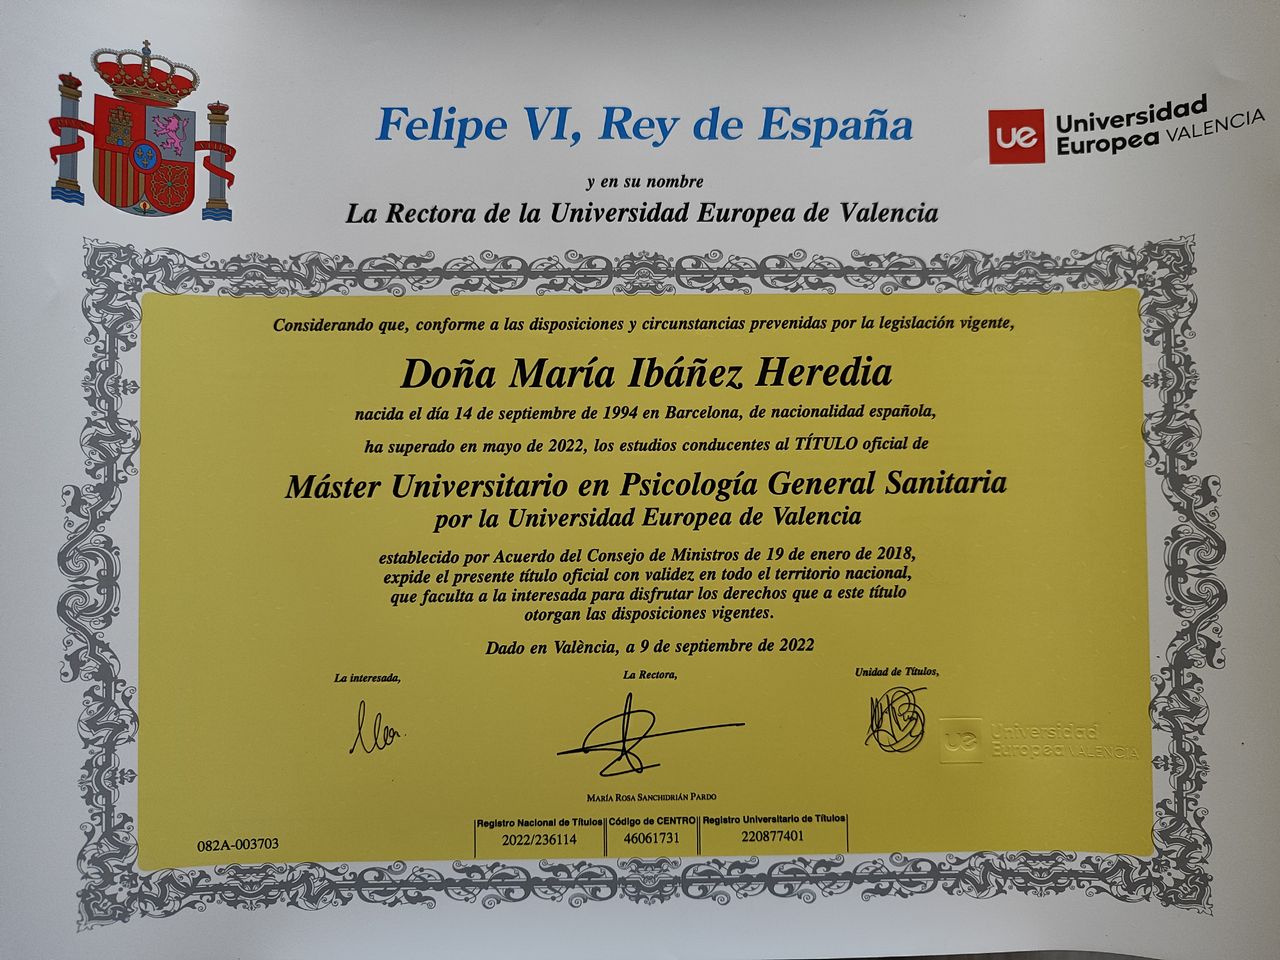 Felipe VI, Rey de España
ue Universidad
Europea VALENCIA
y en su nombre
La Rectora de la Universidad Europea de Valencia
Considerando que, conforme a las disposiciones y circunstancias prevenidas por la legislación vigente,
Doña María Ibáñez Heredia
nacida el día 14 de septiembre de 1994 en Barcelona, de nacionalidad española,
ha superado en mayo de 2022, los estudios conducentes al TÍTULO oficial de
Máster Universitario en Psicología General Sanitaria
por la Universidad Europea de Valencia
establecido por Acuerdo del Consejo de Ministros de 19 de enero de 2018,
expide el presente título oficial con validez en todo el territorio nacional,
que faculta a la interesada para disfrutar los derechos que a este título
otorgan las disposiciones vigentes.
Dado en València, a 9 de septiembre de 2022
La interesada,
La Rectora,
Unidad de Títulos,
ue Universidad
Europea VALENCIA
MARÍA ROSA SANCHIDRIÁN PARDO
Registro Nacional de Títulos Código de CENTRO Registro Universitario de Títulos
2022/236114 46061731 220877401
082A-003703